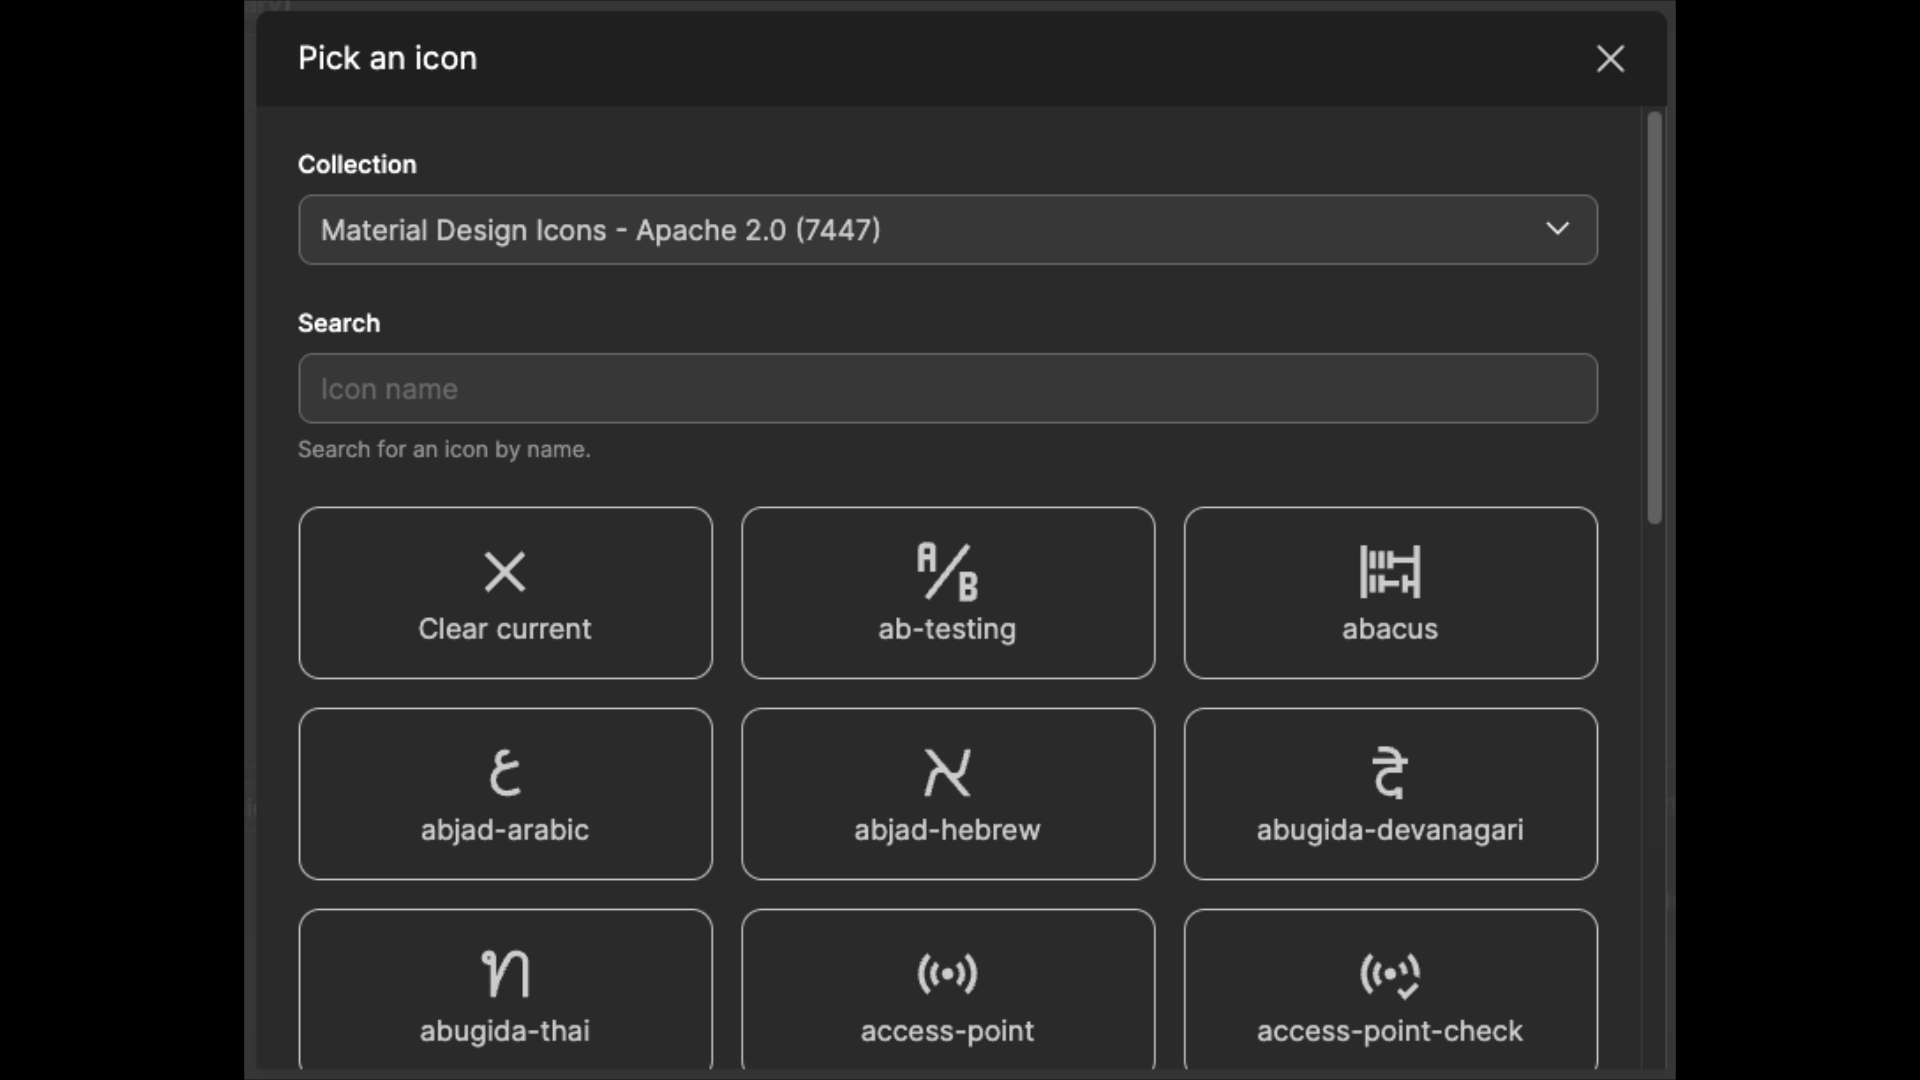 Pick an icon
Collection
Material Design Icons - Apache 2.0 (7447)
Search
Icon name
Search for an icon by name.
Clear current
A/B
ab-testing
abacus
ع
abjad-arabic
א
abjad-hebrew
दे
abugida-devanagari
ท
abugida-thai
access-point
access-point-check